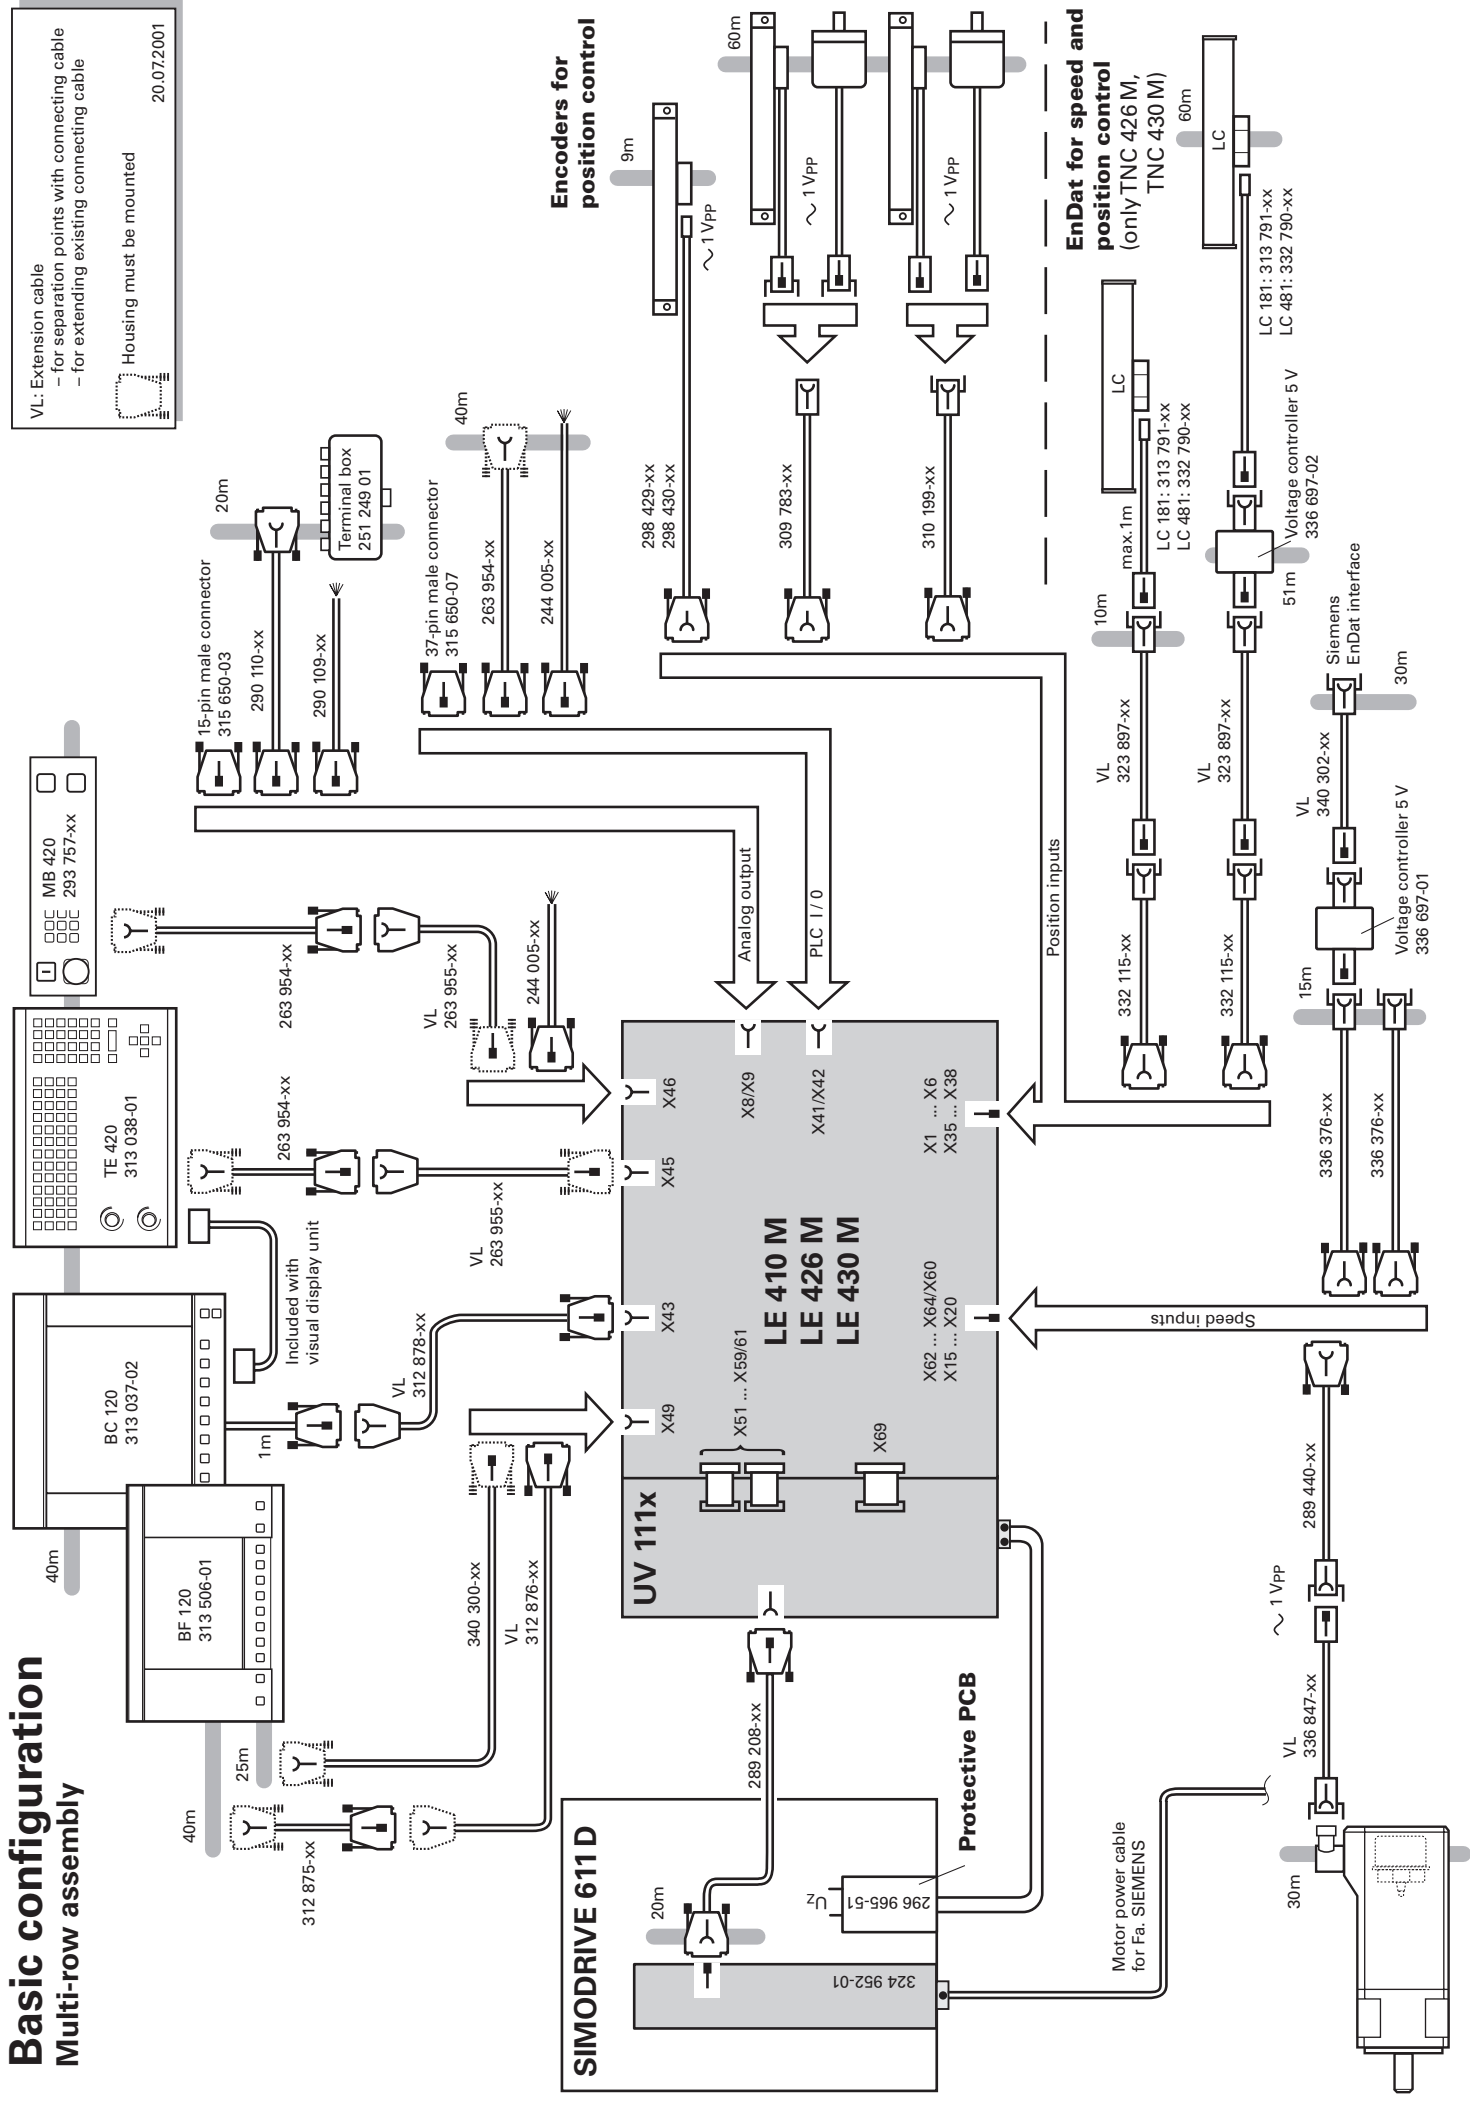 Basic configuration
Multi-row assembly
VL: Extension cable
– for separation points with connecting cable
– for extending existing connecting cable
Housing must be mounted
20.07.2001
40m
BC 120
313 037-02
BF 120
313 506-01
TE 420
313 038-01
MB 420
293 757-xx
Included with
visual display unit
40m
25m
1m
312 875-xx
340 300-xx
VL
312 876-xx
VL
312 878-xx
263 954-xx
VL
263 955-xx
263 954-xx
VL
263 955-xx
244 005-xx
15-pin male connector
315 650-03
290 110-xx
290 109-xx
20m
Terminal box
251 249 01
37-pin male connector
315 650-07
263 954-xx
244 005-xx
40m
Encoders for
position control
9m
60m
298 429-xx
298 430-xx
~ 1 VPP
309 783-xx
~ 1 VPP
310 199-xx
~ 1 VPP
EnDat for speed and
position control
(only TNC 426 M,
TNC 430 M)
UV 111x
X49
X43
X45
X46
X51 ... X59/61
X69
LE 410 M
LE 426 M
LE 430 M
X8/X9
X41/X42
X62 ... X64/X60
X15 ... X20
X1 ... X6
X35 ... X38
Analog output
PLC I / 0
Position inputs
Speed inputs
332 115-xx
VL
323 897-xx
10m
max. 1m
LC 181: 313 791-xx
LC 481: 332 790-xx
LC
332 115-xx
VL
323 897-xx
51m
Voltage controller 5 V
336 697-02
LC 181: 313 791-xx
LC 481: 332 790-xx
LC
60m
336 376-xx
336 376-xx
15m
Voltage controller 5 V
336 697-01
VL
340 302-xx
Siemens
EnDat interface
30m
SIMODRIVE 611 D
20m
289 208-xx
324 952-01
UZ
296 965-51
Protective PCB
Motor power cable
for Fa. SIEMENS
30m
VL
336 847-xx
~ 1 VPP
289 440-xx